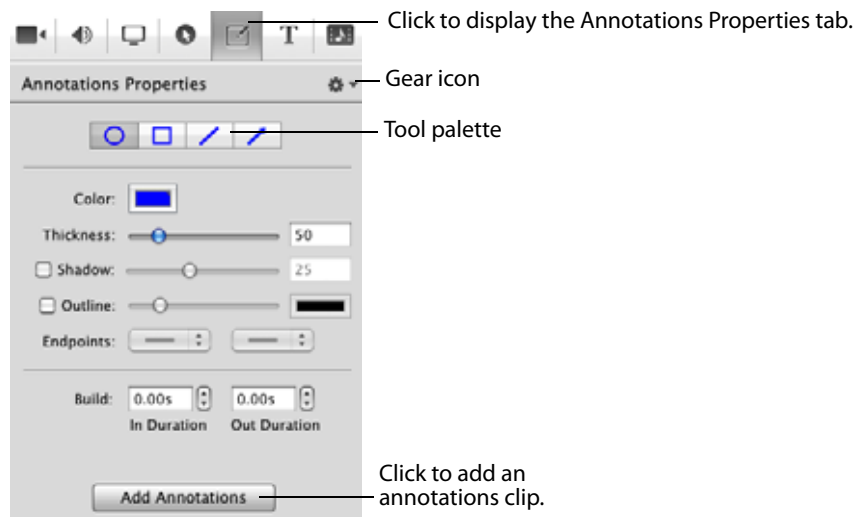 Click to display the Annotations Properties tab.
T
Annotations Properties
Gear icon
Tool palette
Color:
Thickness: 50
Shadow: 25
Outline:
Endpoints:
Build: 0.00s 0.00s
In Duration Out Duration
Click to add an
annotations clip.
Add Annotations